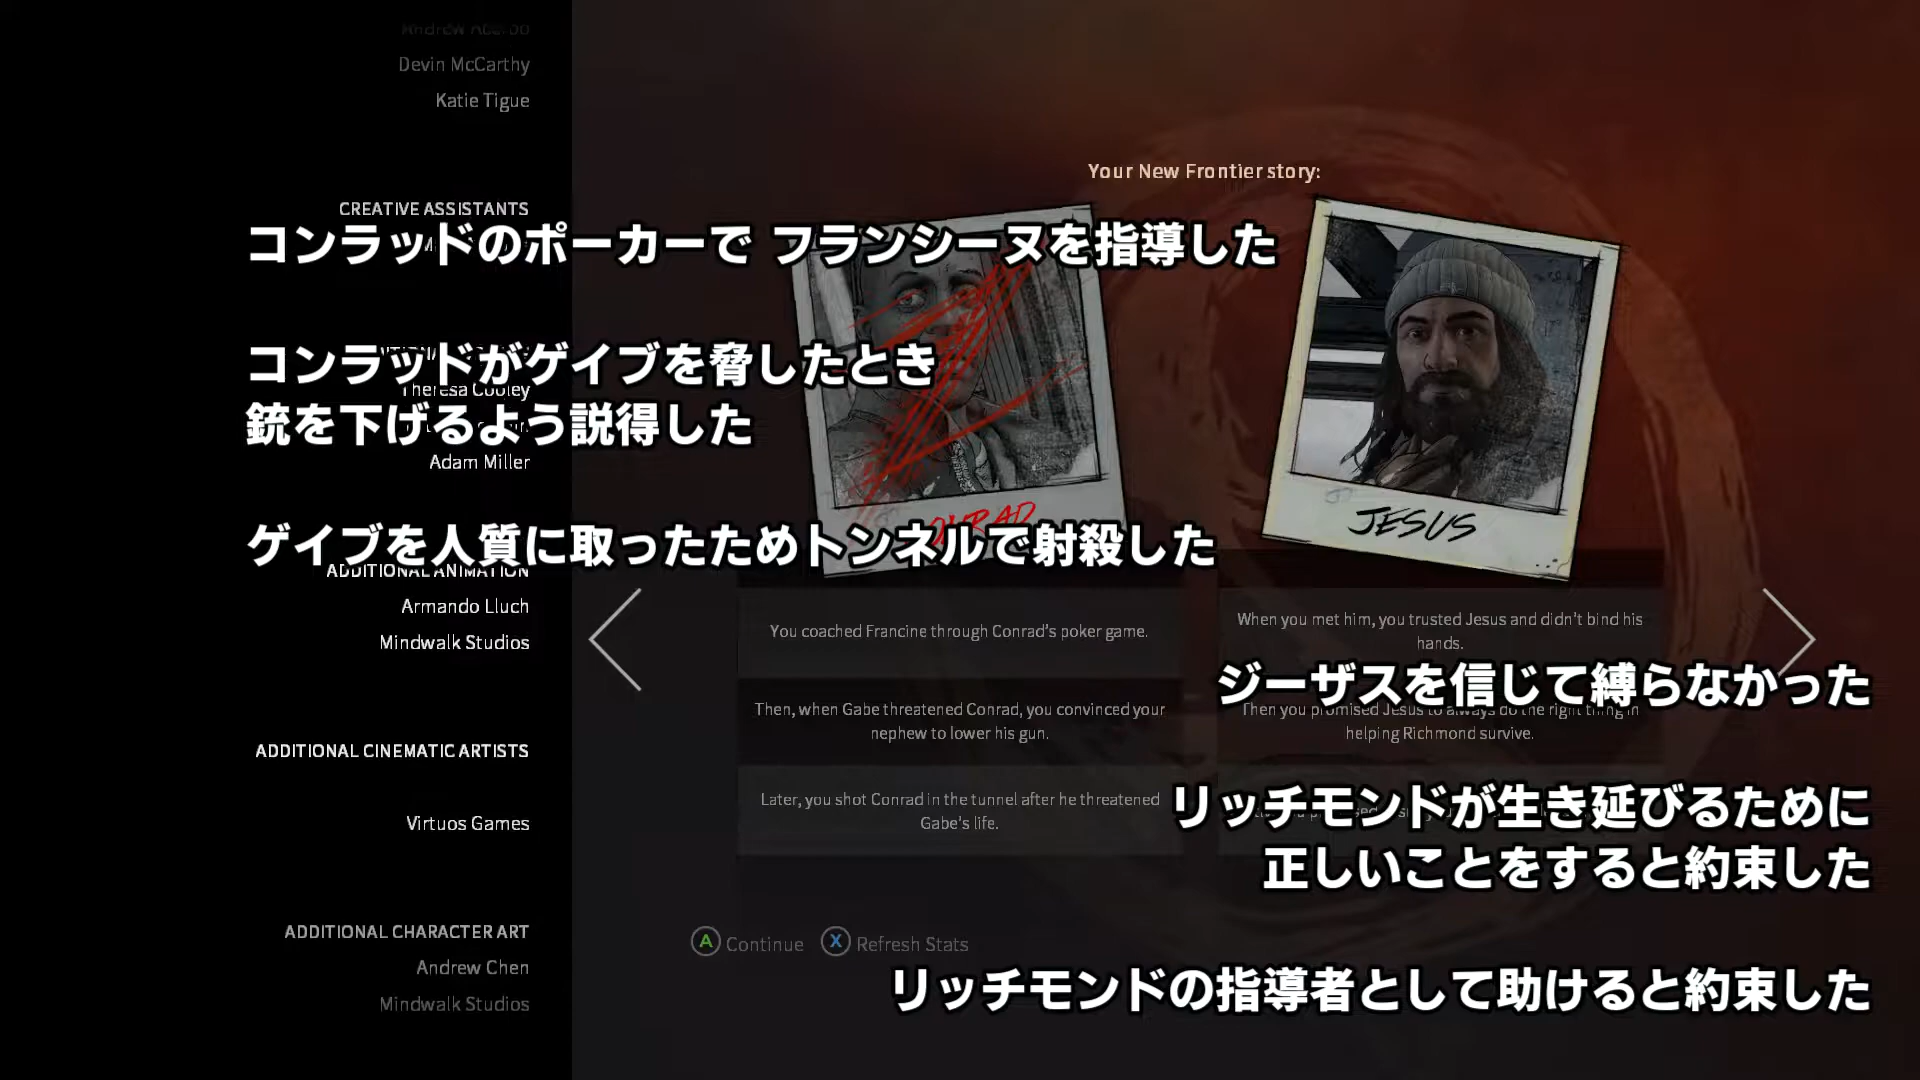 Devin McCarthy
Katie Tigue
CREATIVE ASSISTANTS
Theresa Cooley
Adam Miller
ADDITIONAL ANIMATION
Armando Lluch
Mindwalk Studios
ADDITIONAL CINEMATIC ARTISTS
Virtuos Games
ADDITIONAL CHARACTER ART
Andrew Chen
Mindwalk Studios
Your New Frontier story:
コンラッドのポーカーで フランシーヌを指導した
コンラッドがゲイブを脅したとき
銃を下げるよう説得した
ゲイブを人質に取ったためトンネルで射殺した
JESUS
You coached Francine through Conrad's poker game.
Then, when Gabe threatened Conrad, you convinced your
nephew to lower his gun.
Later, you shot Conrad in the tunnel after he threatened
Gabe's life.
When you met him, you trusted Jesus and didn't bind his
hands.
ジーザスを信じて縛らなかった
Then you promised Jesus to always do the right thing in
helping Richmond survive.
リッチモンドが生き延びるために
正しいことをすると約束した
リッチモンドの指導者として助けると約束した
A Continue
X Refresh Stats